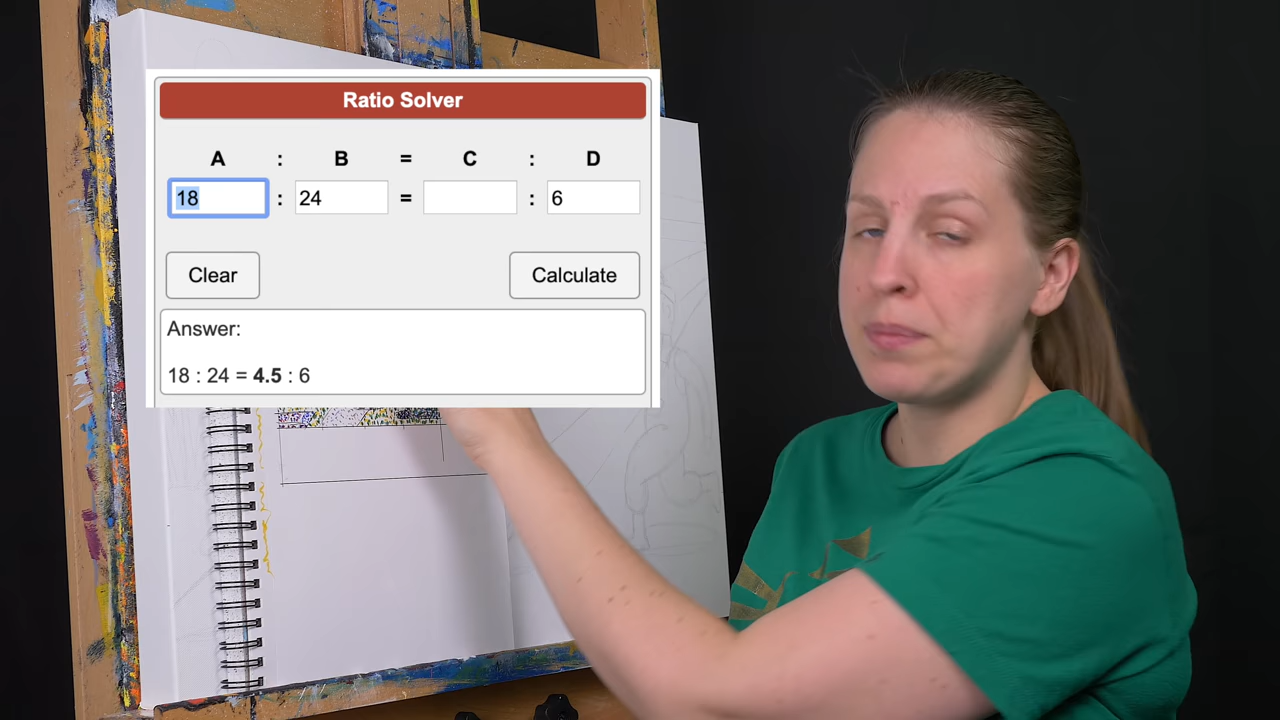 Ratio Solver
A : B = C : D
18 : 24 = : 6
Clear Calculate
Answer:
18 : 24 = 4.5 : 6